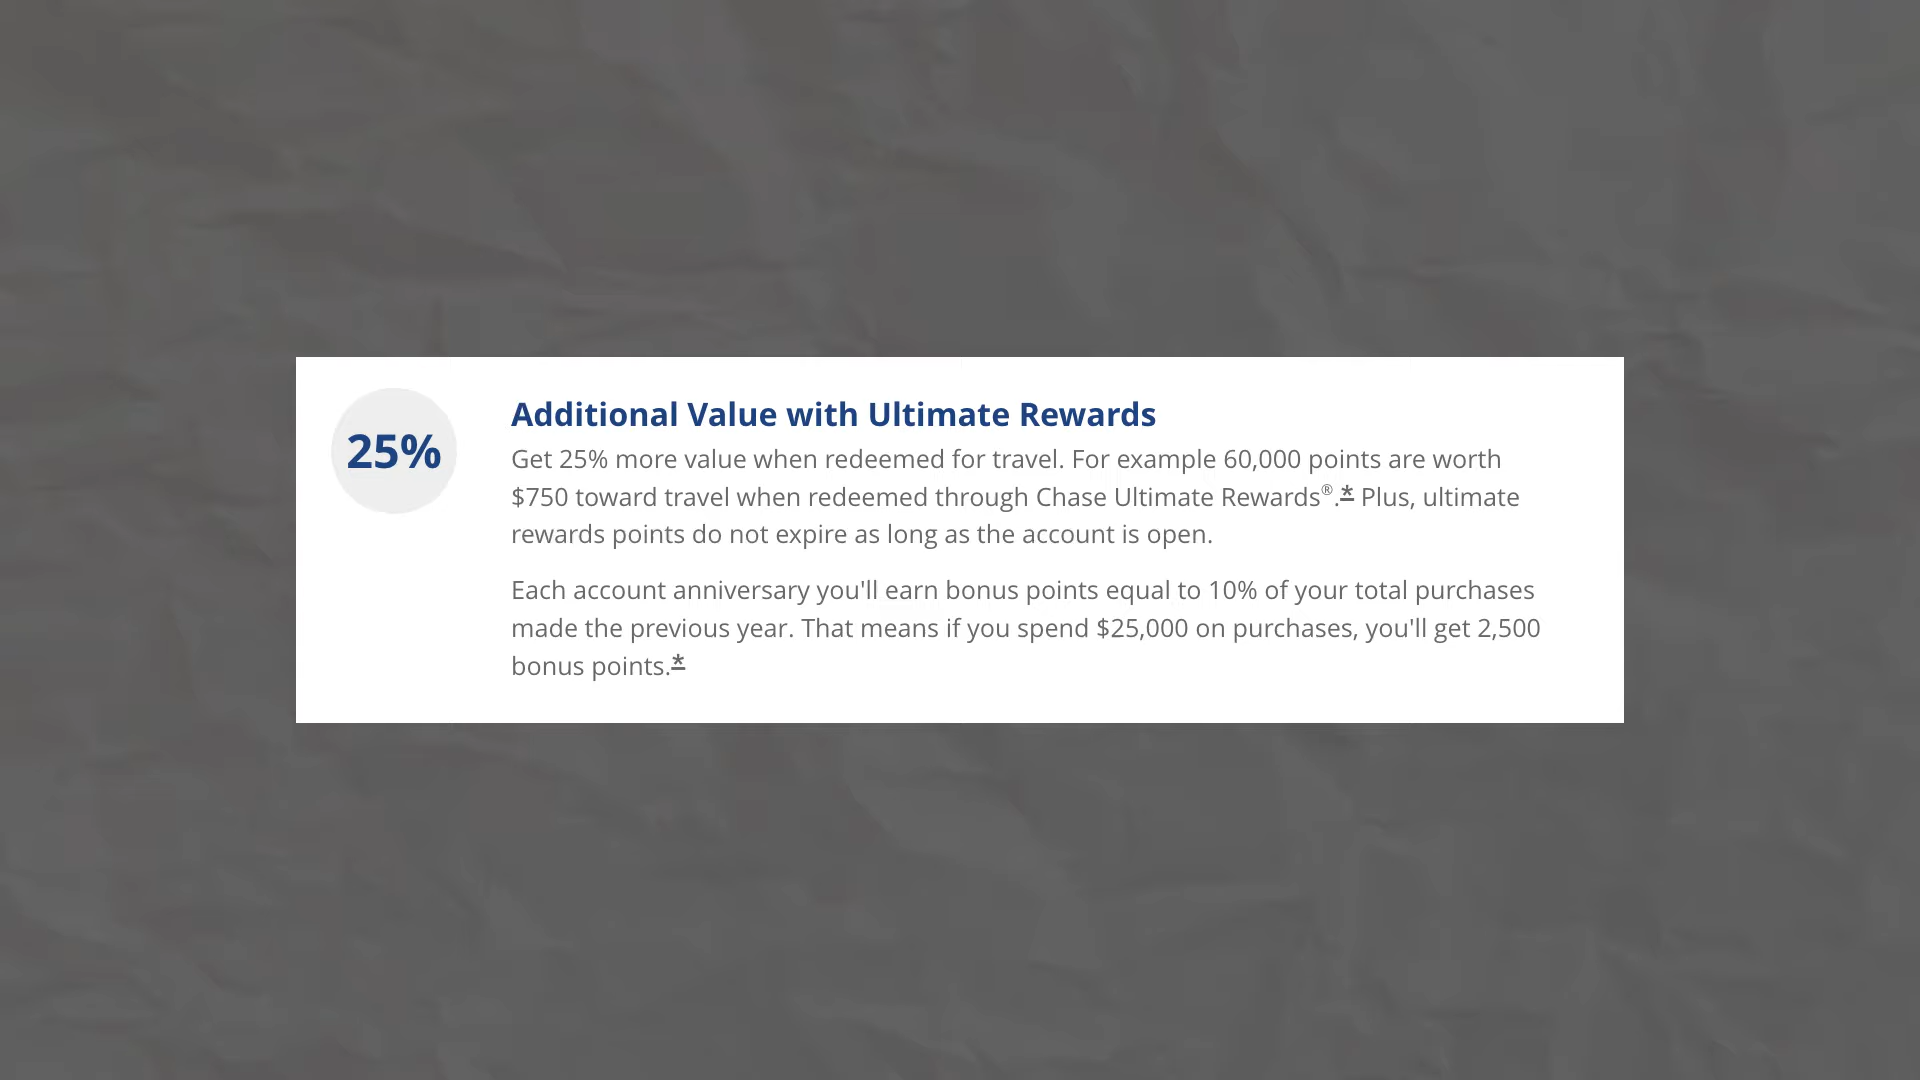 25%
Additional Value with Ultimate Rewards
Get 25% more value when redeemed for travel. For example 60,000 points are worth
$750 toward travel when redeemed through Chase Ultimate Rewards®.* Plus, ultimate
rewards points do not expire as long as the account is open.
Each account anniversary you'll earn bonus points equal to 10% of your total purchases
made the previous year. That means if you spend $25,000 on purchases, you'll get 2,500
bonus points.*